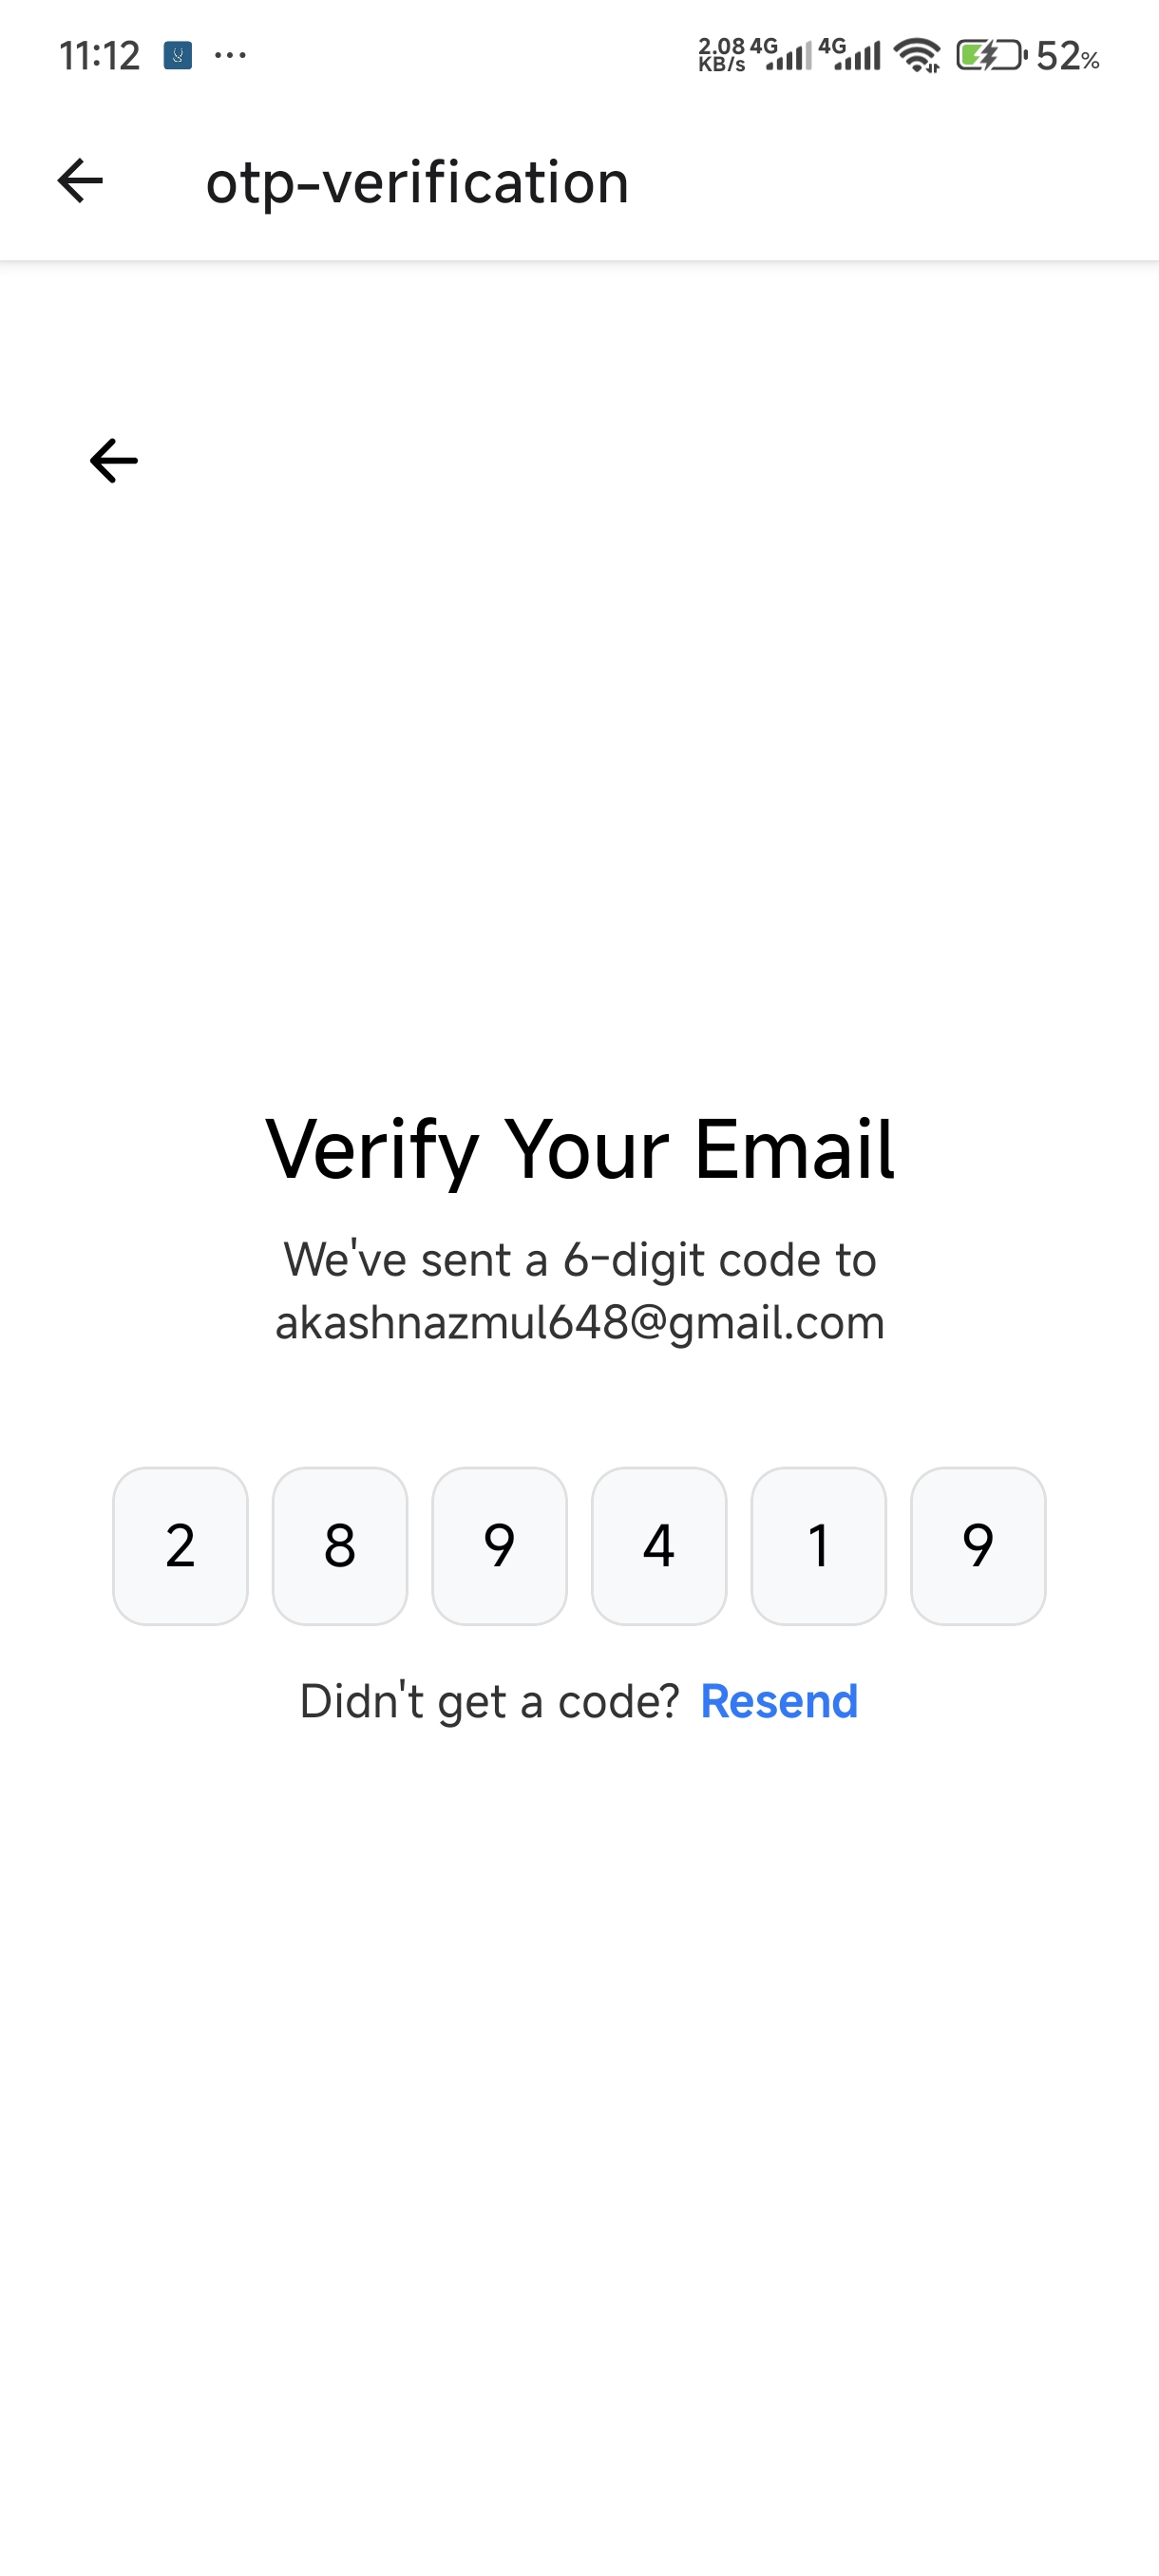 11:12 ... 2.08 KB/s 4G 4G 52%
otp-verification
Verify Your Email
We've sent a 6-digit code to
akashnazmul648@gmail.com
2 8 9 4 1 9
Didn't get a code? Resend